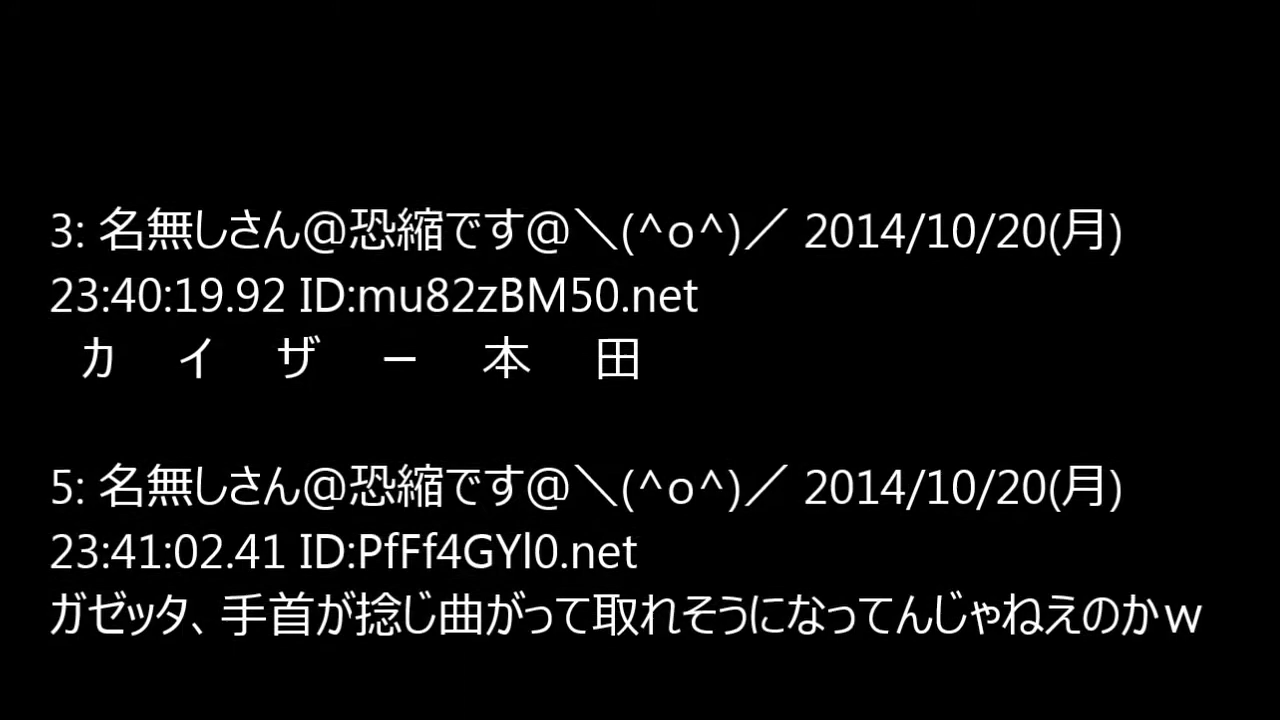 3: 名無しさん@恐縮です@＼(^o^)／ 2014/10/20(月)
23:40:19.92 ID:mu82zBM50.net
カ　イ　ザ　ー　本　田
5: 名無しさん@恐縮です@＼(^o^)／ 2014/10/20(月)
23:41:02.41 ID:PfFf4GYl0.net
ガゼッタ、手首が捻じ曲がって取れそうになってんじゃねえのかｗ